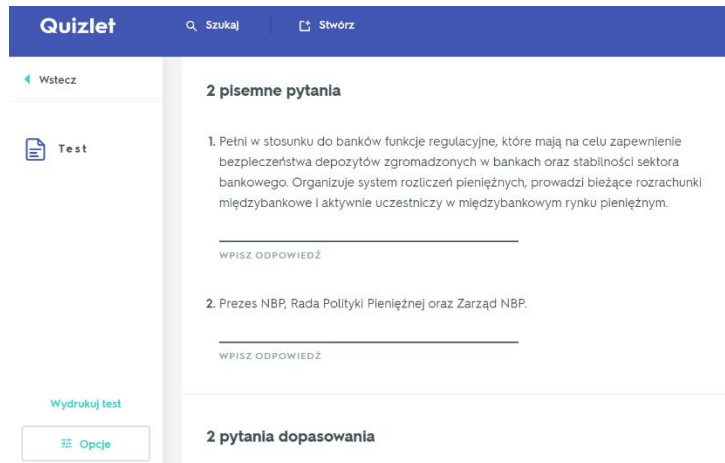 Quizlet
Szukaj
Stwórz
Wstecz
Test
2 pisemne pytania
1. Pełni w stosunku do banków funkcje regulacyjne, które mają na celu zapewnienie
bezpieczeństwa depozytów zgromadzonych w bankach oraz stabilności sektora
bankowego. Organizuje system rozliczeń pieniężnych, prowadzi bieżące rozrachunki
międzybankowe i aktywnie uczestniczy w międzybankowym rynku pieniężnym.
WPISZ ODPOWIEDŹ
2. Prezes NBP, Rada Polityki Pieniężnej oraz Zarząd NBP.
WPISZ ODPOWIEDŹ
Wydrukuj test
Opcje
2 pytania dopasowania